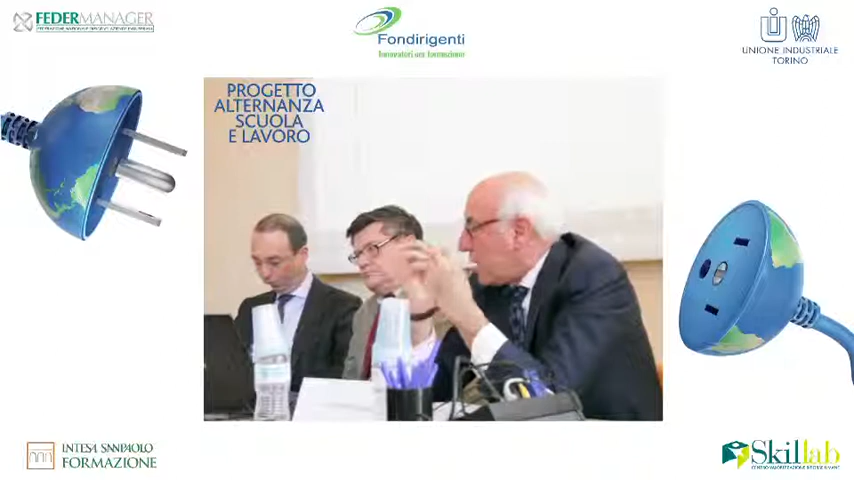 FEDERMANAGER
Fondirigenti
UNIONE INDUSTRIALE
TORINO
PROGETTO
ALTERNANZA
SCUOLA
E LAVORO
INTESA SANPAOLO
FORMAZIONE
Skillab